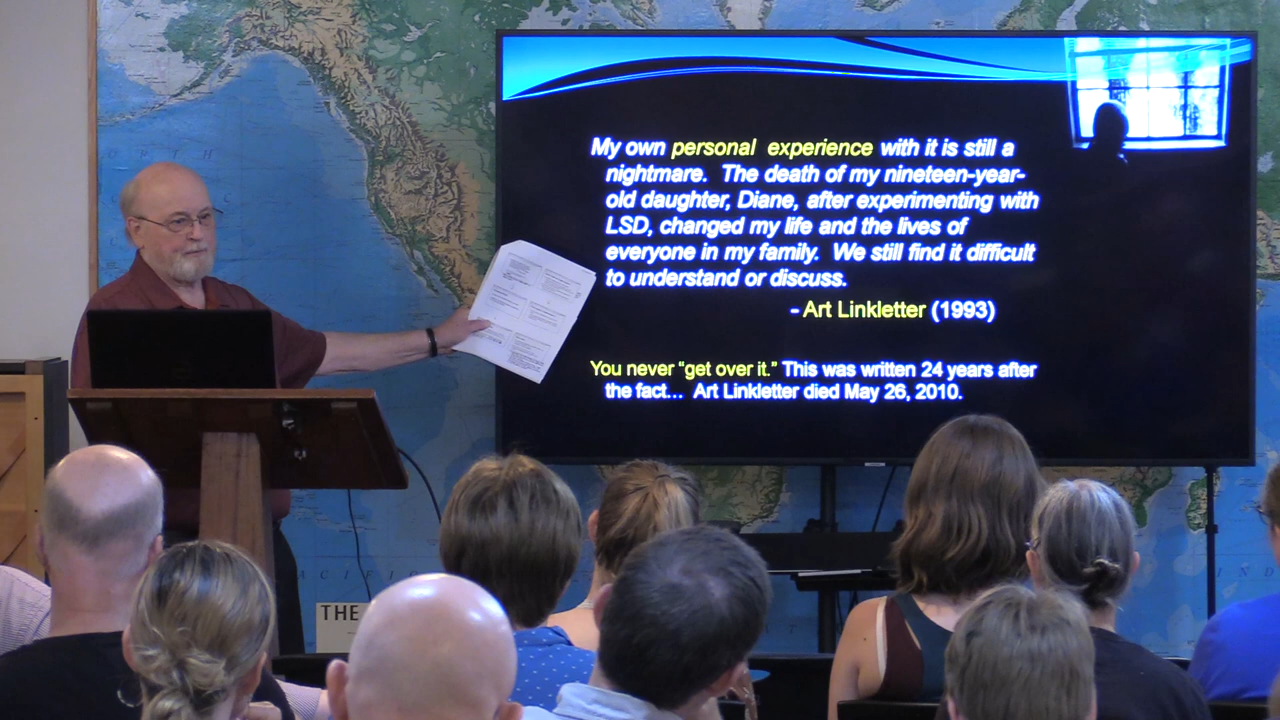 My own personal experience with it is still a
nightmare. The death of my nineteen-year-
old daughter, Diane, after experimenting with
LSD, changed my life and the lives of
everyone in my family. We still find it difficult
to understand or discuss.
- Art Linkletter (1993)
You never “get over it.” This was written 24 years after
the fact… Art Linkletter died May 26, 2010.
PACIFIC
THE
IND